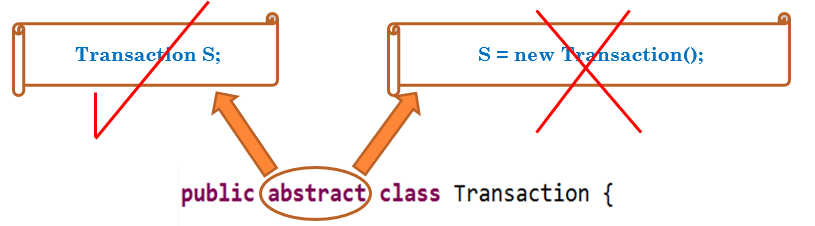 Transaction S;
S = new Transaction();
public abstract class Transaction {